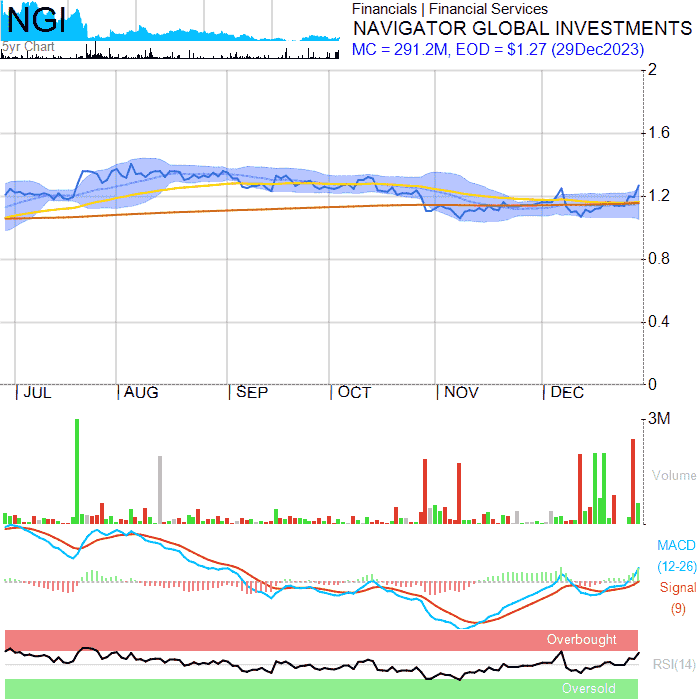 NGI
5yr Chart
Financials | Financial Services
NAVIGATOR GLOBAL INVESTMENTS
MC = 291.2M, EOD = $1.27 (29Dec2023)
2
1.6
1.2
0.8
0.4
0
JUL
AUG
SEP
OCT
NOV
DEC
3M
Volume
MACD
(12-26)
Signal
(9)
Overbought
RSI(14)
Oversold